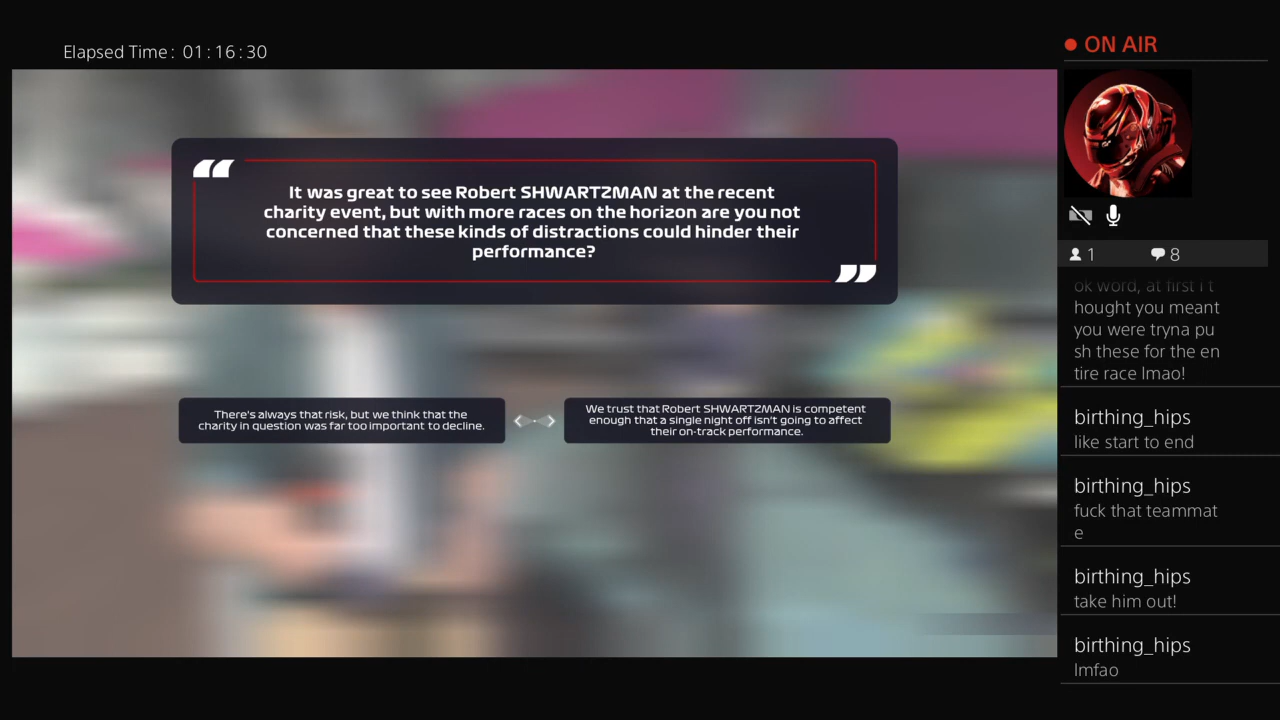 Elapsed Time: 01:16:30
ON AIR
It was great to see Robert SHWARTZMAN at the recent
charity event, but with more races on the horizon are you not
concerned that these kinds of distractions could hinder their
performance?
There's always that risk, but we think that the
charity in question was far too important to decline.
We trust that Robert SHWARTZMAN is competent
enough that a single night off isn't going to affect
their on-track performance.
1
8
ok word, at first i t
hought you meant
you were tryna pu
sh these for the en
tire race lmao!
birthing_hips
like start to end
birthing_hips
fuck that teammat
e
birthing_hips
take him out!
birthing_hips
lmfao